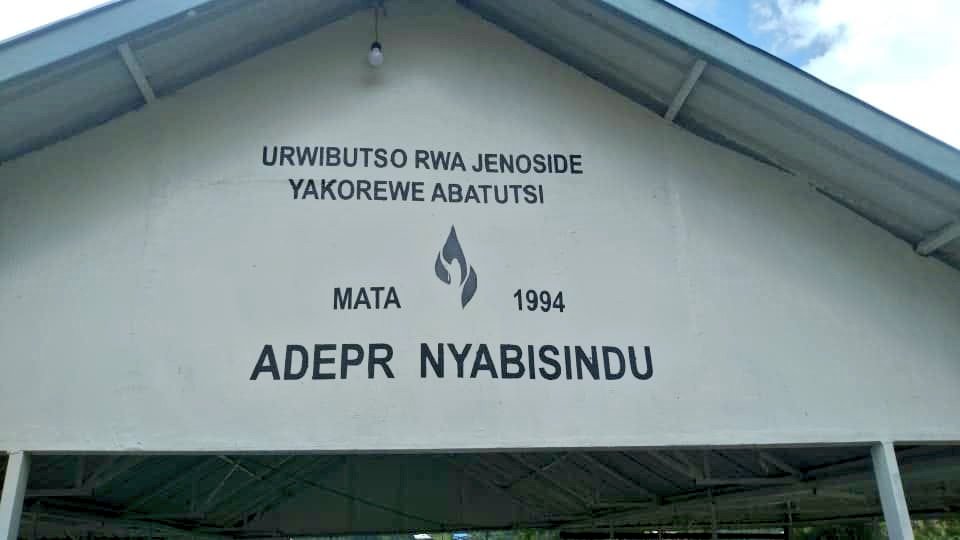 URWIBUTSO RWA JENOSIDE
YAKOREWE ABATUTSI
MATA 1994
ADEPR NYABISINDU